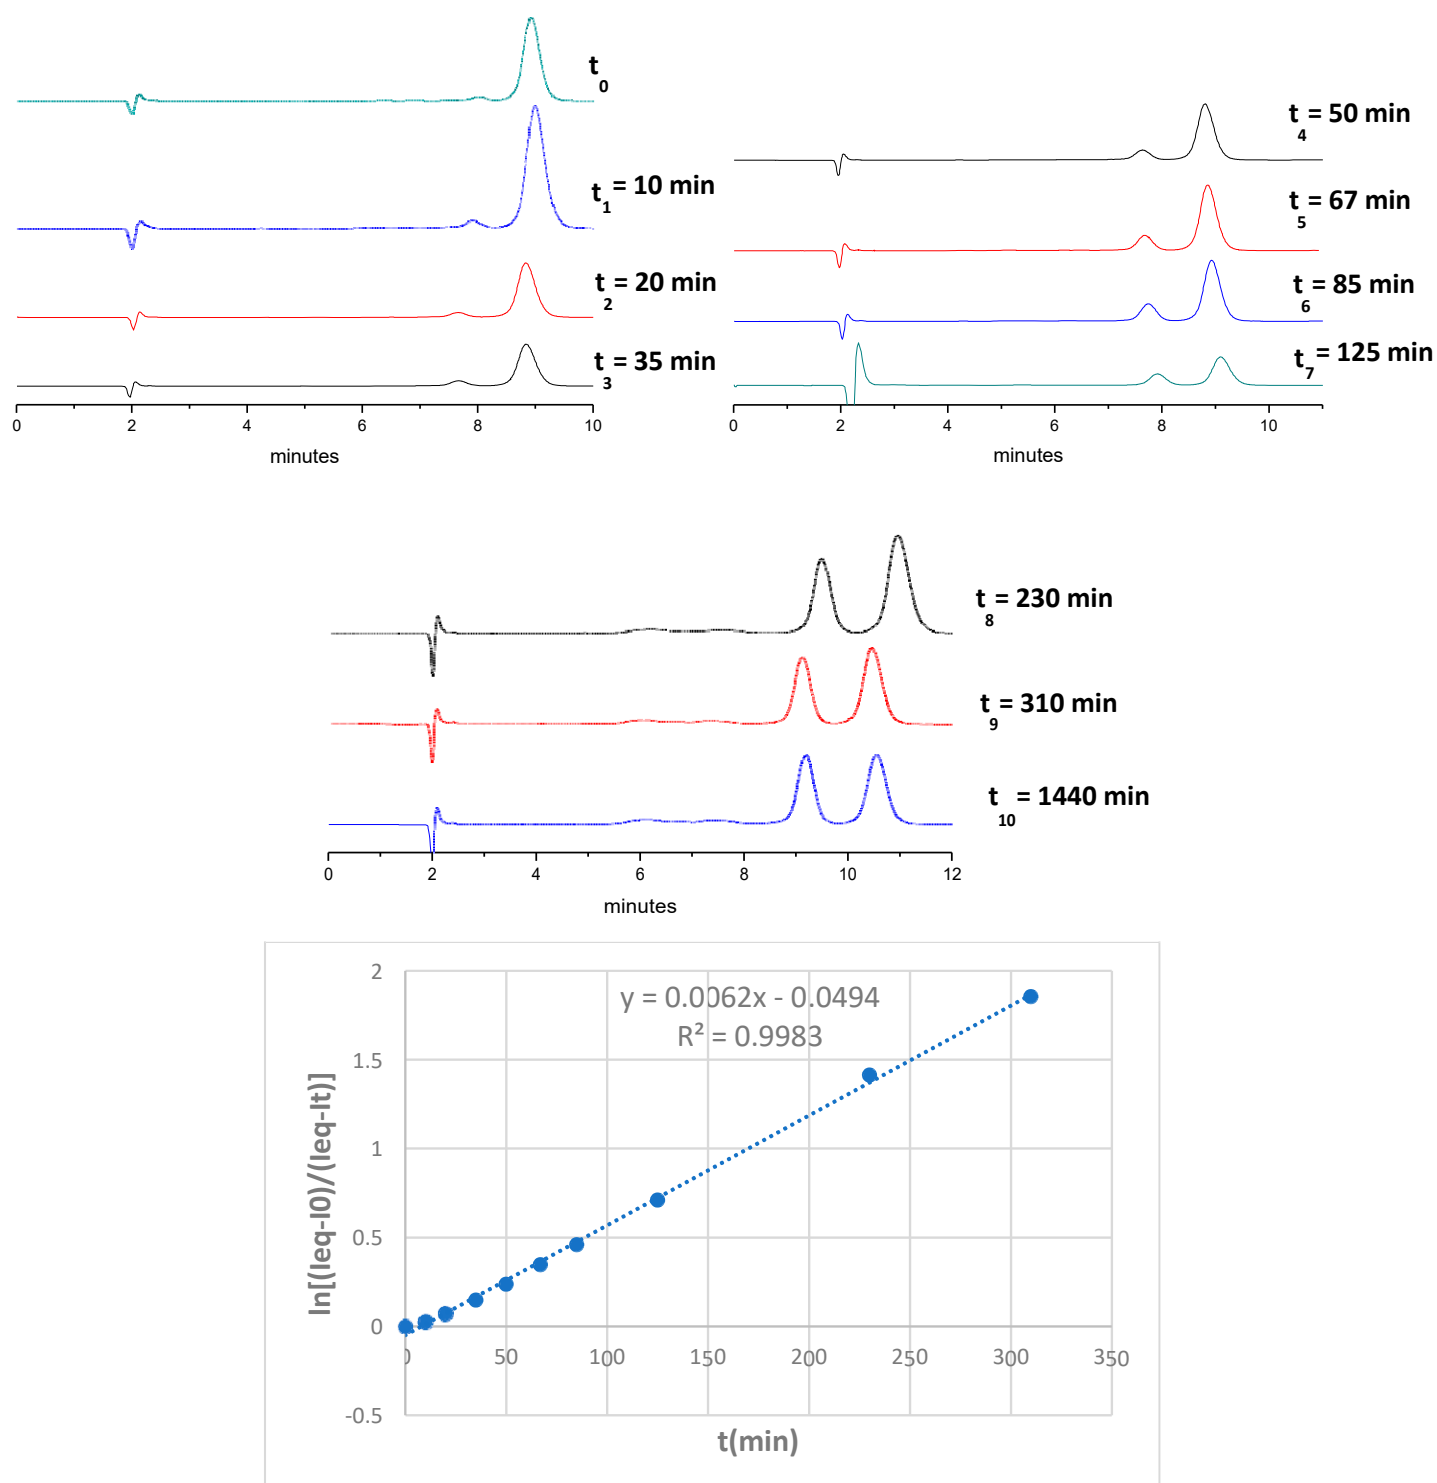 t0
t1 = 10 min
t2 = 20 min
t3 = 35 min
0 2 4 6 8 10
minutes
t4 = 50 min
t5 = 67 min
t6 = 85 min
t7 = 125 min
0 2 4 6 8 10
minutes
t8 = 230 min
t9 = 310 min
t10 = 1440 min
0 2 4 6 8 10 12
minutes
y = 0.0062x - 0.0494
R² = 0.9983
ln[(Ieq-I0)/(Ieq-It)]
2
1.5
1
0.5
0
-0.5
0 50 100 150 200 250 300 350
t(min)